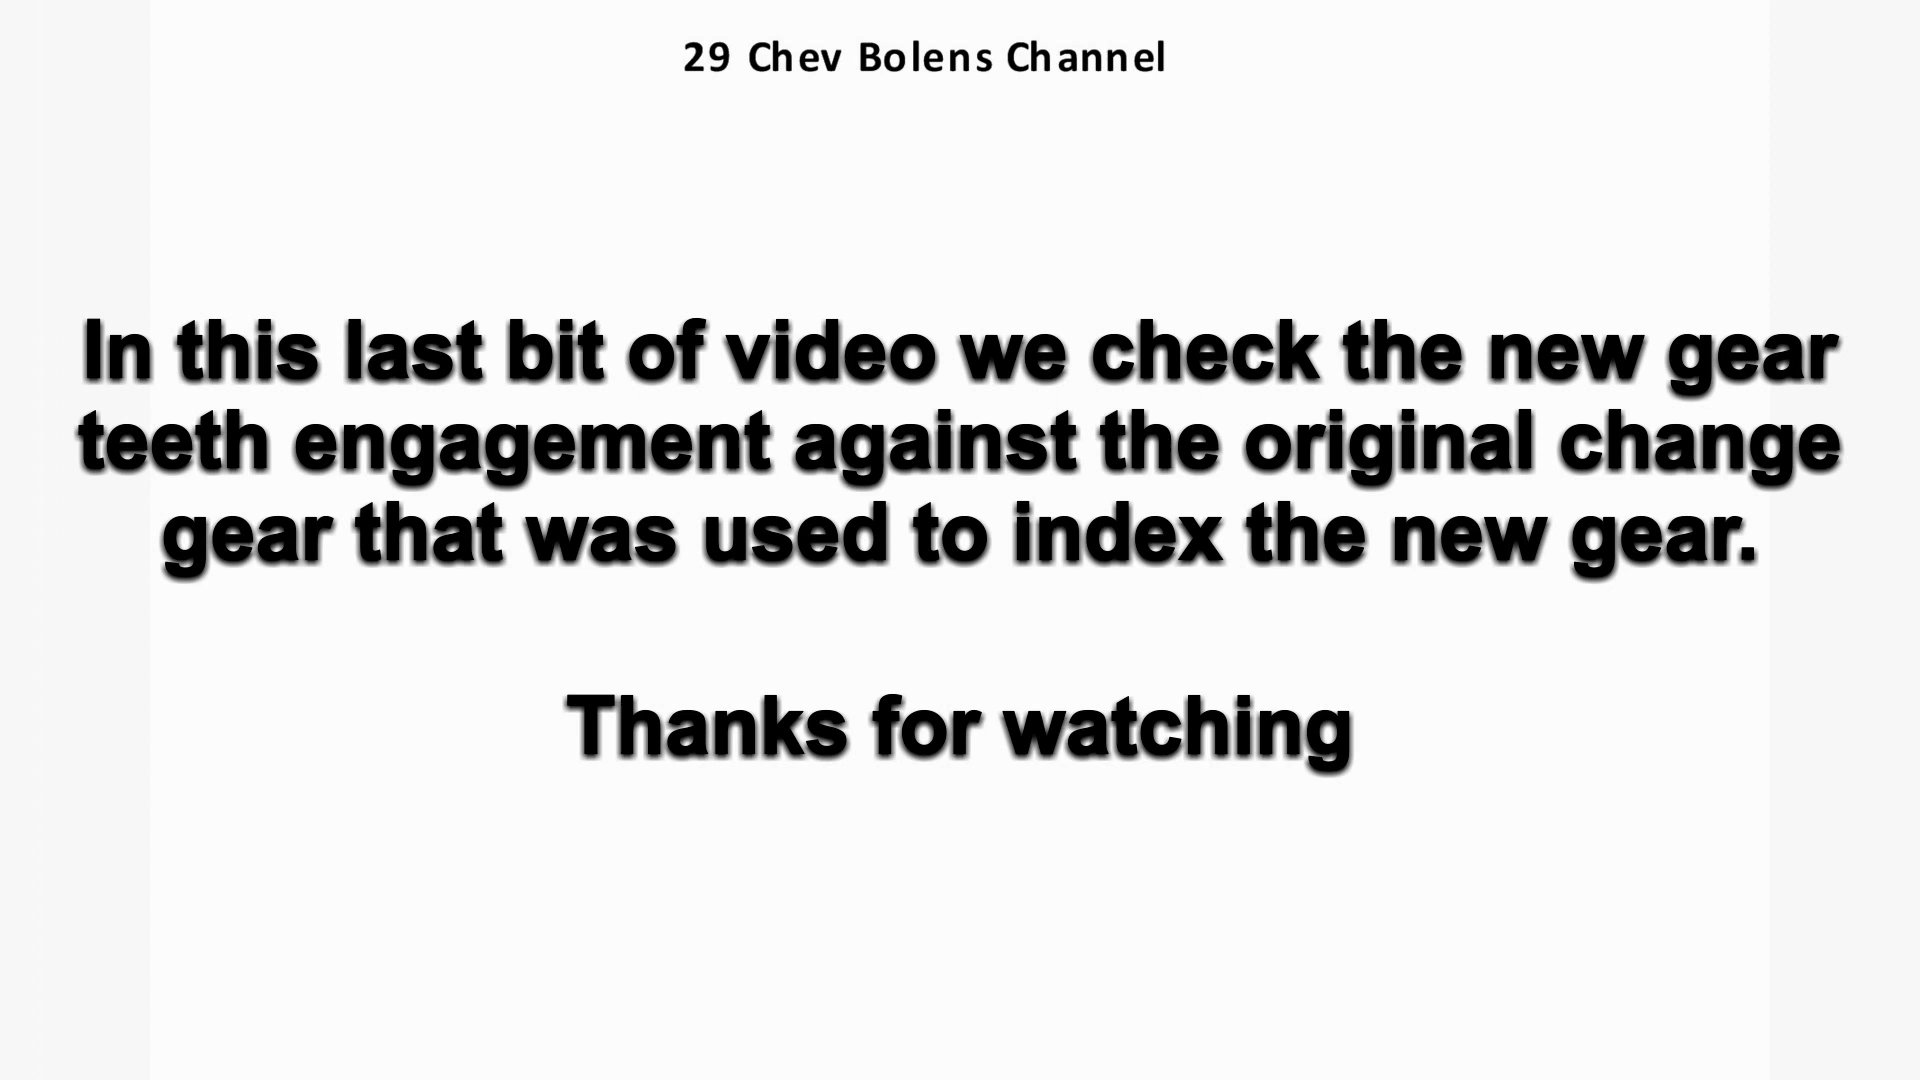 29 Chev Bolens Channel
In this last bit of video we check the new gear
teeth engagement against the original change
gear that was used to index the new gear.
Thanks for watching